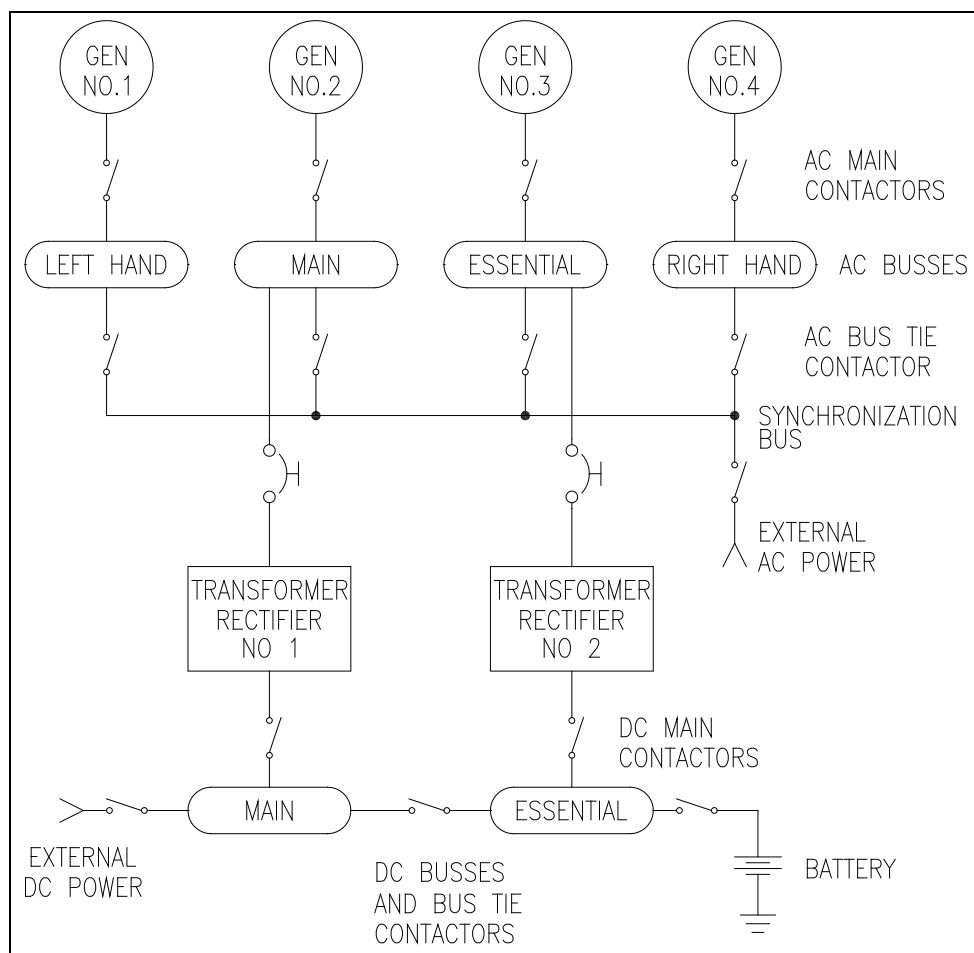 GEN
NO.1
GEN
NO.2
GEN
NO.3
GEN
NO.4
AC MAIN
CONTACTORS
LEFT HAND
MAIN
ESSENTIAL
RIGHT HAND
AC BUSSES
AC BUS TIE
CONTACTOR
SYNCHRONIZATION
BUS
EXTERNAL
AC POWER
TRANSFORMER
RECTIFIER
NO 1
TRANSFORMER
RECTIFIER
NO 2
DC MAIN
CONTACTORS
MAIN
ESSENTIAL
EXTERNAL
DC POWER
DC BUSSES
AND BUS TIE
CONTACTORS
BATTERY